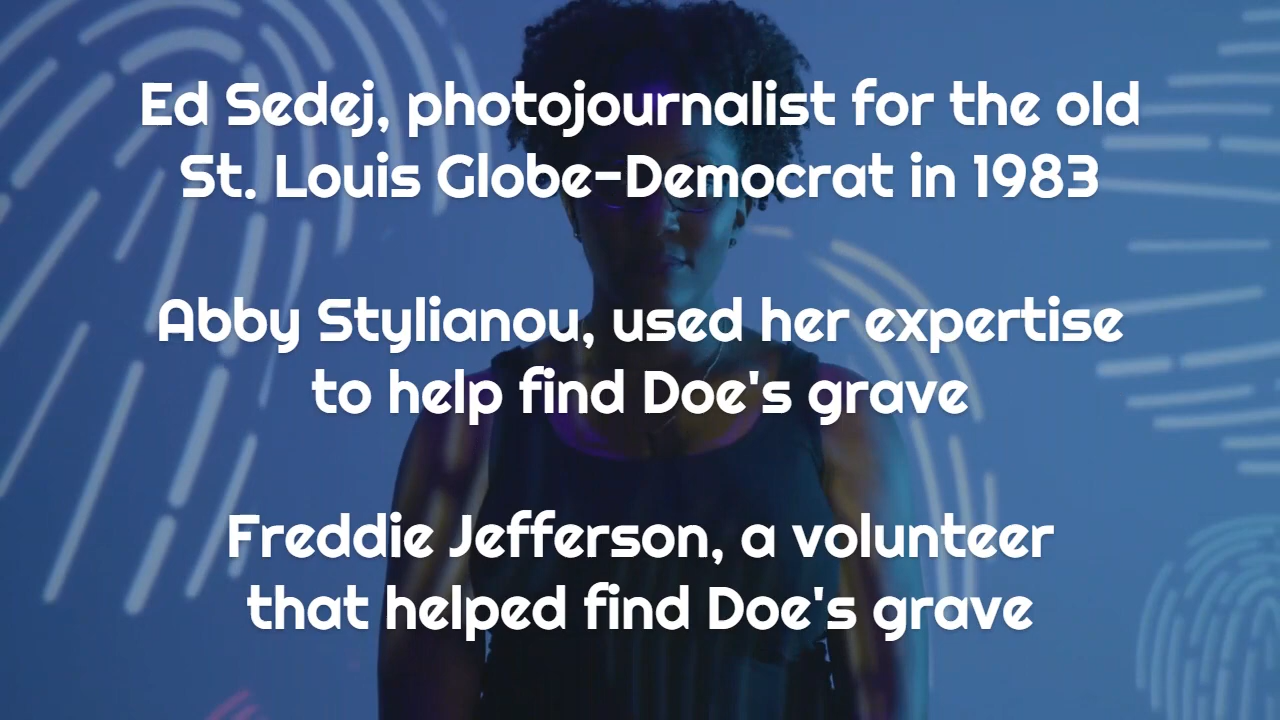 Ed Sedej, photojournalist for the old
St. Louis Globe-Democrat in 1983
Abby Stylianou, used her expertise
to help find Doe's grave
Freddie Jefferson, a volunteer
that helped find Doe's grave